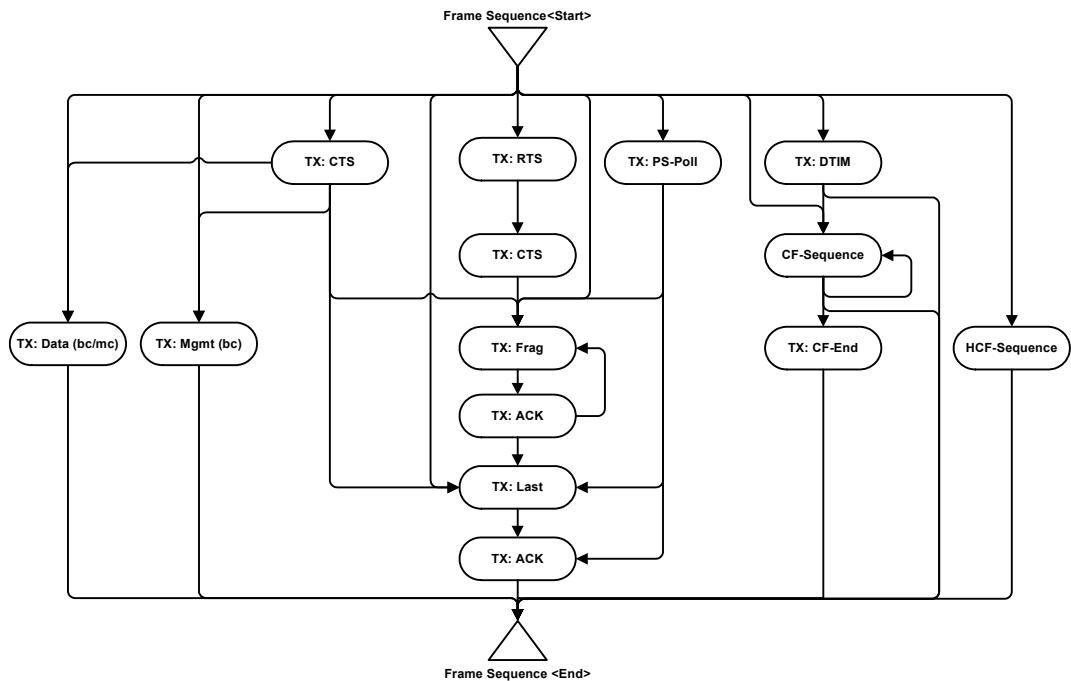 Frame Sequence<Start>
TX: CTS
TX: RTS
TX: PS-Poll
TX: DTIM
TX: CTS
CF-Sequence
TX: Data (bc/mc)
TX: Mgmt (bc)
TX: Frag
TX: CF-End
HCF-Sequence
TX: ACK
TX: Last
TX: ACK
Frame Sequence <End>